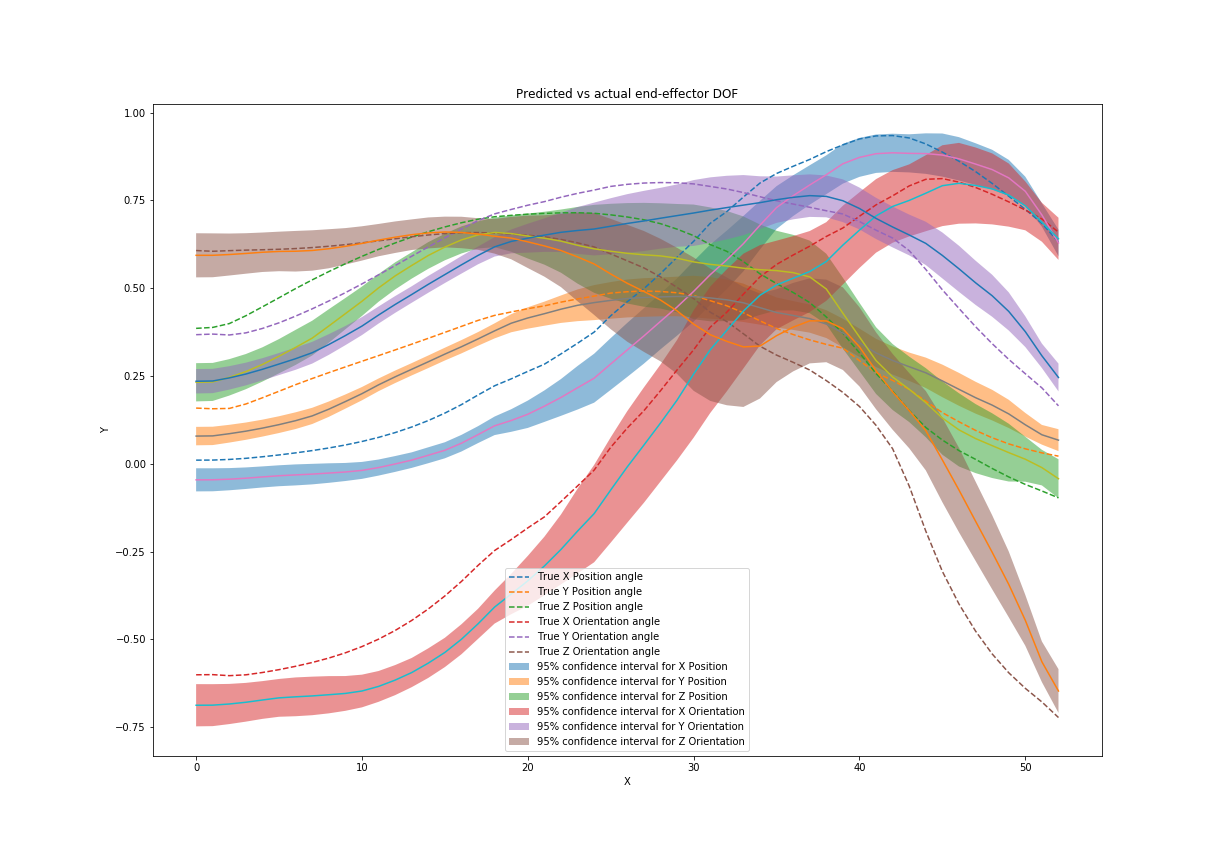 Predicted vs actual end-effector DOF
1.00
0.75
0.50
0.25
0.00
−0.25
−0.50
−0.75
Y
True X Position angle
True Y Position angle
True Z Position angle
True X Orientation angle
True Y Orientation angle
True Z Orientation angle
95% confidence interval for X Position
95% confidence interval for Y Position
95% confidence interval for Z Position
95% confidence interval for X Orientation
95% confidence interval for Y Orientation
95% confidence interval for Z Orientation
0 10 20 30 40 50
X